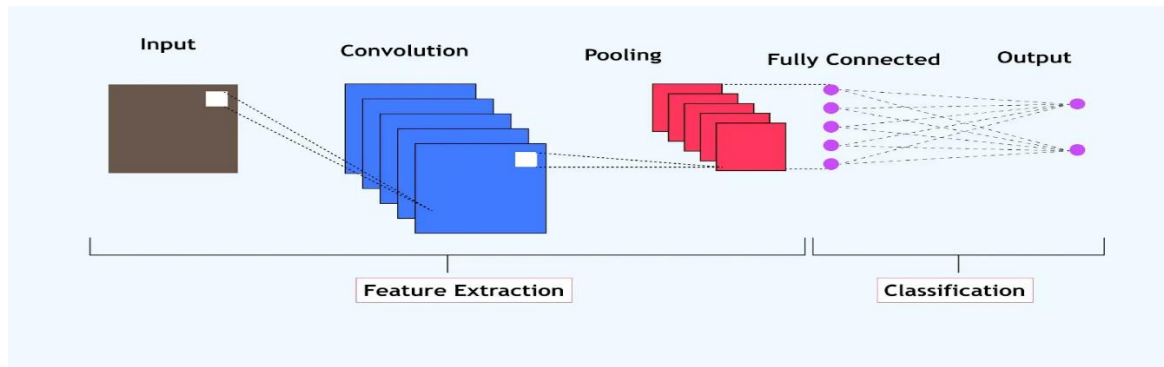 Input
Convolution
Pooling
Fully Connected
Output
Feature Extraction
Classification